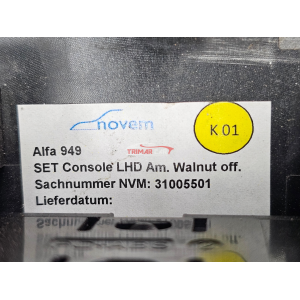 novem
K 01
TRIMAR
Alfa 949
SET Console LHD Am. Walnut off.
Sachnummer NVM: 31005501
Lieferdatum: